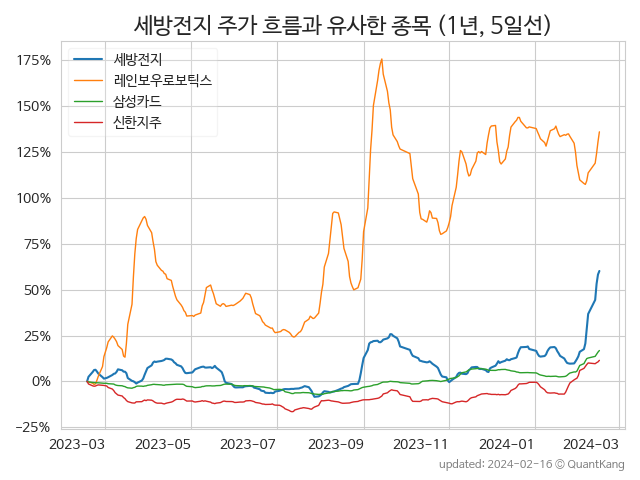 세방전지 주가 흐름과 유사한 종목 (1년, 5일선)
세방전지
레인보우로보틱스
삼성카드
신한지주
175%
150%
125%
100%
75%
50%
25%
0%
−25%
2023-03 2023-05 2023-07 2023-09 2023-11 2024-01 2024-03
updated: 2024-02-16 © QuantKang